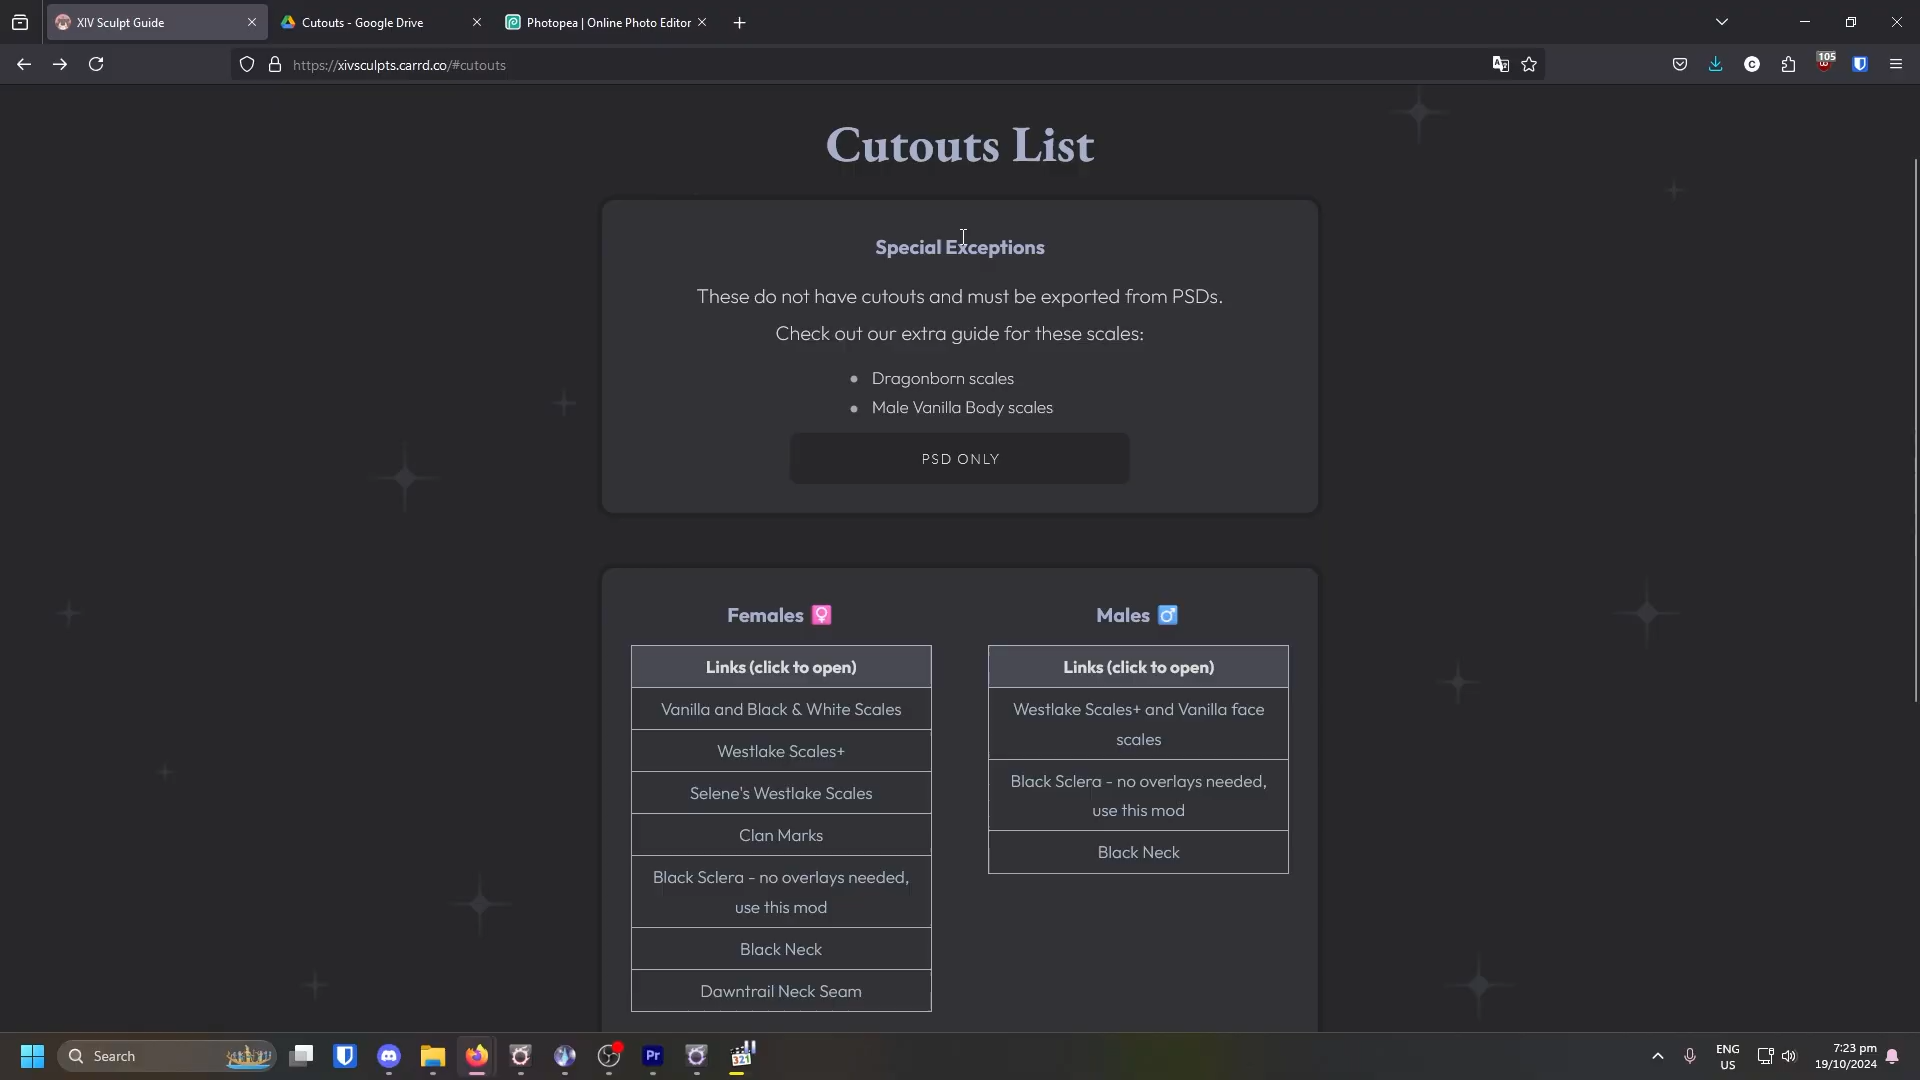 XIV Sculpt Guide
Cutouts - Google Drive
Photopea | Online Photo Editor
https://xivsculpts.carrd.co/#cutouts
105
Cutouts List
Special Exceptions
These do not have cutouts and must be exported from PSDs.
Check out our extra guide for these scales:
Dragonborn scales
Male Vanilla Body scales
PSD ONLY
Females
Links (click to open)
Vanilla and Black & White Scales
Westlake Scales+
Selene's Westlake Scales
Clan Marks
Black Sclera - no overlays needed,
use this mod
Black Neck
Dawntrail Neck Seam
Males
Links (click to open)
Westlake Scales+ and Vanilla face
scales
Black Sclera - no overlays needed,
use this mod
Black Neck
Search
Pr
321
ENG
US
7:23 pm
19/10/2024